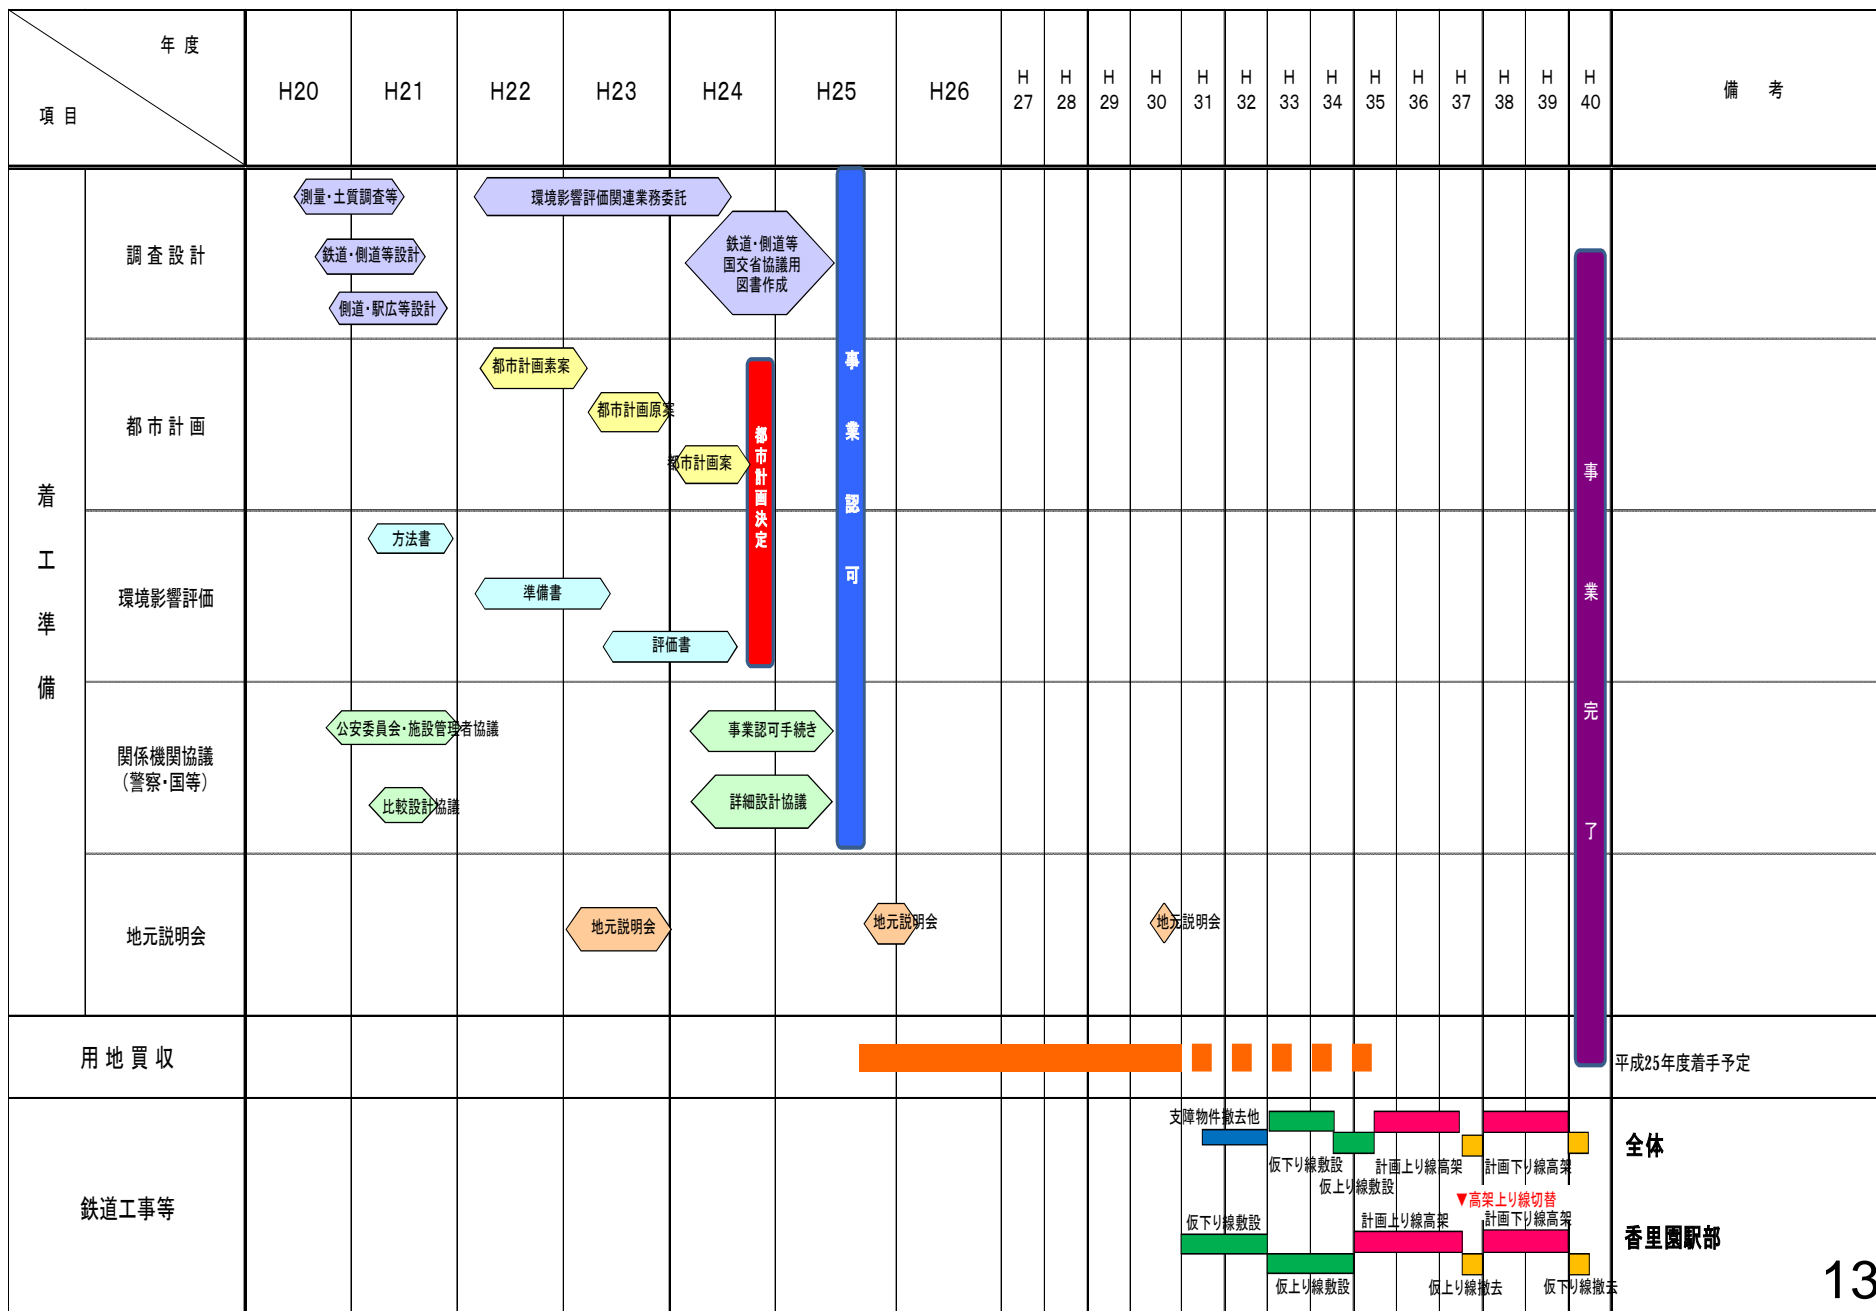 年 度
項 目
H20 H21 H22 H23 H24 H25 H26 H27 H28 H29 H30 H31 H32 H33 H34 H35 H36 H37 H38 H39 H40
備 考
着工準備
調査設計
測量・土質調査等
鉄道・側道等設計
側道・駅広等設計
環境影響評価関連業務委託
鉄道・側道等
国交省協議用
図書作成
都市計画
都市計画素案
都市計画原案
都市計画案
都市計画決定
事業認可
事業完了
環境影響評価
方法書
準備書
評価書
関係機関協議
（警察・国等）
公安委員会・施設管理者協議
比較設計協議
事業認可手続き
詳細設計協議
地元説明会
地元説明会
地元説明会
地元説明会
用地買収
平成25年度着手予定
鉄道工事等
支障物件撤去他
仮下り線敷設
仮上り線敷設
計画上り線高架
計画下り線高架
全体
▼高架上り線切替
仮下り線敷設
計画上り線高架
計画下り線高架
香里園駅部
仮上り線敷設
仮上り線撤去
仮下り線撤去
13